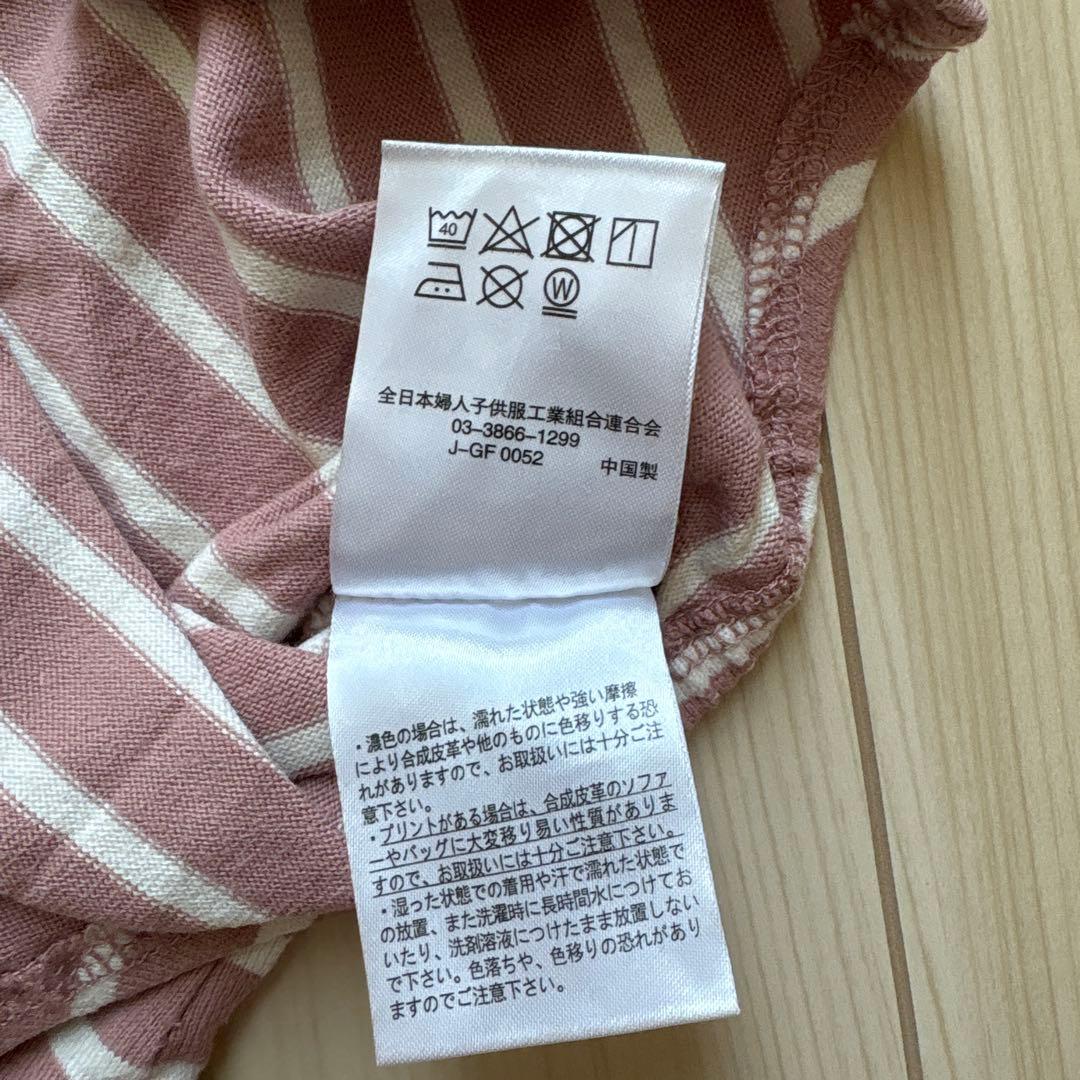 40
W
全日本婦人子供服工業組合連合会
03-3866-1299
J-GF 0052 中国製
・濃色の場合は、濡れた状態や強い摩擦
により合成皮革や他のものに色移りする恐
れがありますので、お取扱いには十分ご注
意下さい。
・プリントがある場合は、合成皮革のソファ
ーやバッグに大変移り易い性質がありま
すので、お取扱いには十分ご注意下さい。
・湿った状態での着用や汗で濡れた状態で
の放置、また洗濯時に長時間水につけてお
いたり、洗剤溶液につけたまま放置しない
で下さい。色落ちや、色移りの恐れがあり
ますのでご注意下さい。